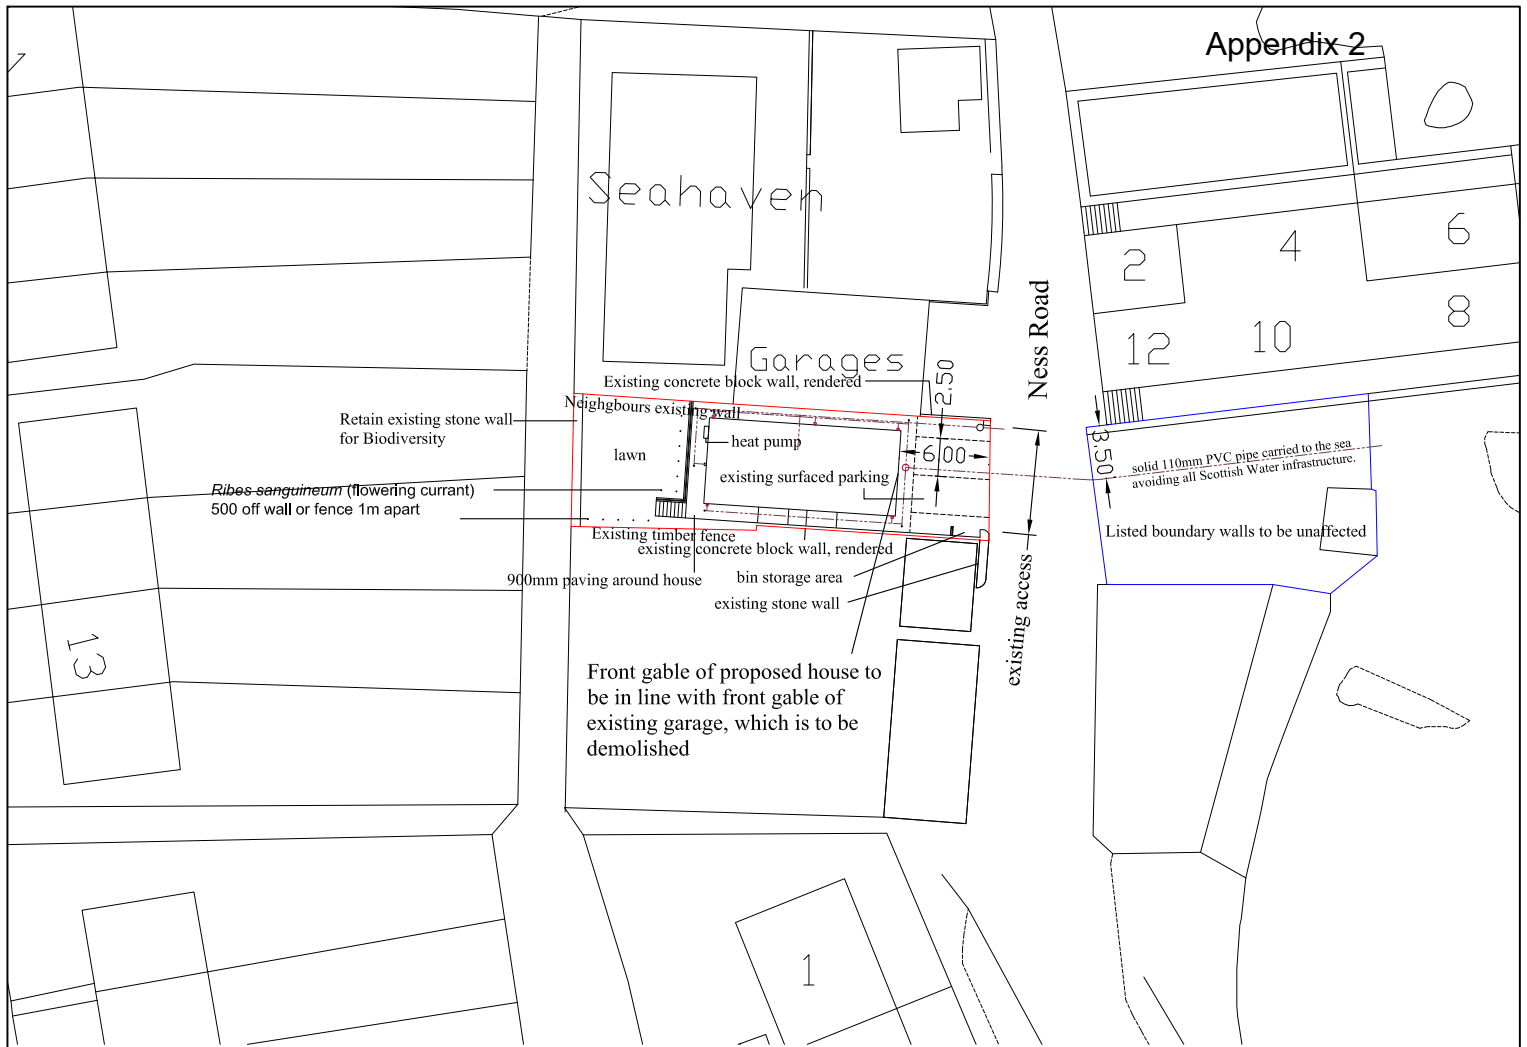 Appendix 2
Seahaven
2
4
6
8
10
12
Ness Road
Garages
Existing concrete block wall, rendered
2.50
Neighgbours existing wall
Retain existing stone wall
for Biodiversity
heat pump
lawn
6.00
existing surfaced parking
3.50
solid 110mm PVC pipe carried to the sea
avoiding all Scottish Water infrastructure.
Ribes sanguineum (flowering currant)
500 off wall or fence 1m apart
Existing timber fence
existing concrete block wall, rendered
Listed boundary walls to be unaffected
900mm paving around house
bin storage area
existing stone wall
existing access
13
Front gable of proposed house to
be in line with front gable of
existing garage, which is to be
demolished
1